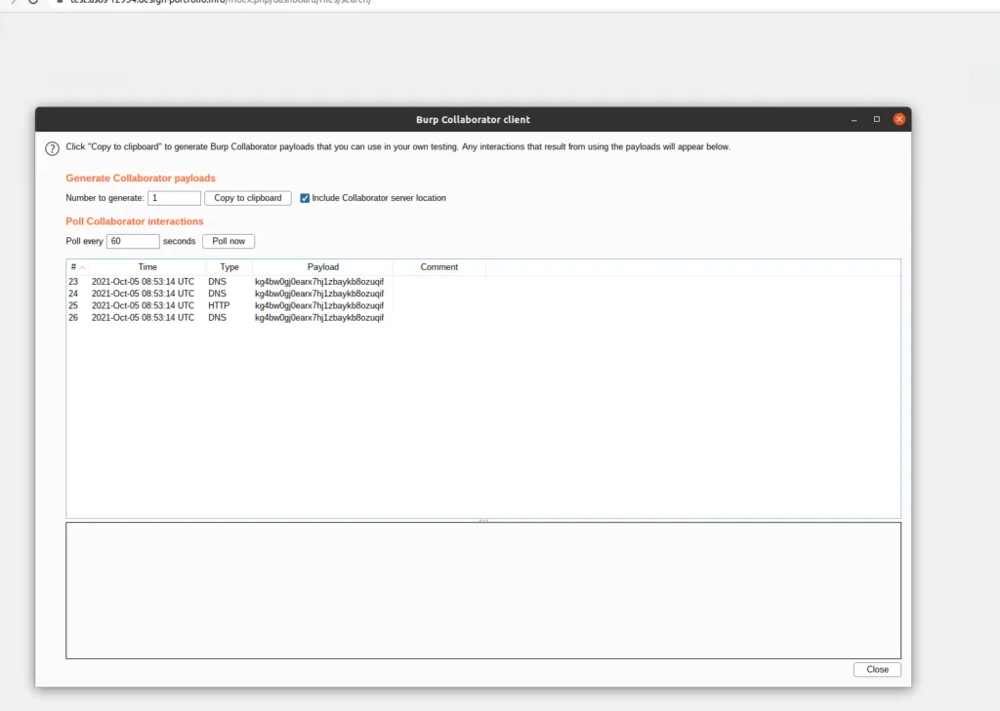 Burp Collaborator client
Click "Copy to clipboard" to generate Burp Collaborator payloads that you can use in your own testing. Any interactions that result from using the payloads will appear below.
Generate Collaborator payloads
Number to generate: 1 Copy to clipboard Include Collaborator server location
Poll Collaborator interactions
Poll every 60 seconds Poll now
# Time Type Payload Comment
23 2021-Oct-05 08:53:14 UTC DNS kg4bw0gj0earx7hj1zbaykb8ozuqif
24 2021-Oct-05 08:53:14 UTC DNS kg4bw0gj0earx7hj1zbaykb8ozuqif
25 2021-Oct-05 08:53:14 UTC HTTP kg4bw0gj0earx7hj1zbaykb8ozuqif
26 2021-Oct-05 08:53:14 UTC DNS kg4bw0gj0earx7hj1zbaykb8ozuqif
Close